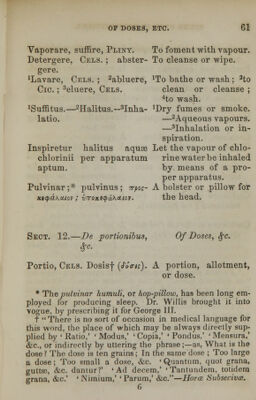 OF DOSES, ETC. 61
Vaporare, suffire, PLINY. To foment with vapour.
Detergere, CELS. ; abster- To cleanse or wipe.
gere.
¹Lavare, CELS. ; ²abluere, ¹To bathe or wash ; ²to
CIC. ; ³eluere, CELS. clean or cleanse ;
⁴to wash.
¹Suffitus.—²Halitus.—³Inha- ¹Dry fumes or smoke.
latio. —²Aqueous vapours.
—³Inhalation or in-
spiration.
Inspiretur halitus aquæ Let the vapour of chlo-
chlorinii per apparatum rine water be inhaled
aptum. by means of a pro-
per apparatus.
Pulvinar ;* pulvinus ; προς- A bolster or pillow for
κεφάλαιον ; ὑποκεφάλαιον. the head.
SECT. 12.—De portionibus, Of Doses, &c.
&c.
Portio, CELS. Dosis† (δόσις). A portion, allotment,
or dose.
* The pulvinar humuli, or hop-pillow, has been long em-
ployed for producing sleep. Dr. Willis brought it into
vogue, by prescribing it for George III.
† "There is no sort of occasion in medical language for
this word, the place of which may be always directly sup-
plied by 'Ratio,' 'Modus,' 'Copia,' 'Pondus,' 'Mensura,'
&c., or indirectly by uttering the phrase ;—as, What is the
dose ? The dose is ten grains ; In the same dose ; Too large
a dose ; Too small a dose, &c. 'Quantum, quot grana,
guttæ, &c. dantur ?' 'Ad decem,' 'Tantundem, totidem
grana, &c.' 'Nimium,' 'Parum,' &c."—Horæ Subsecivæ.